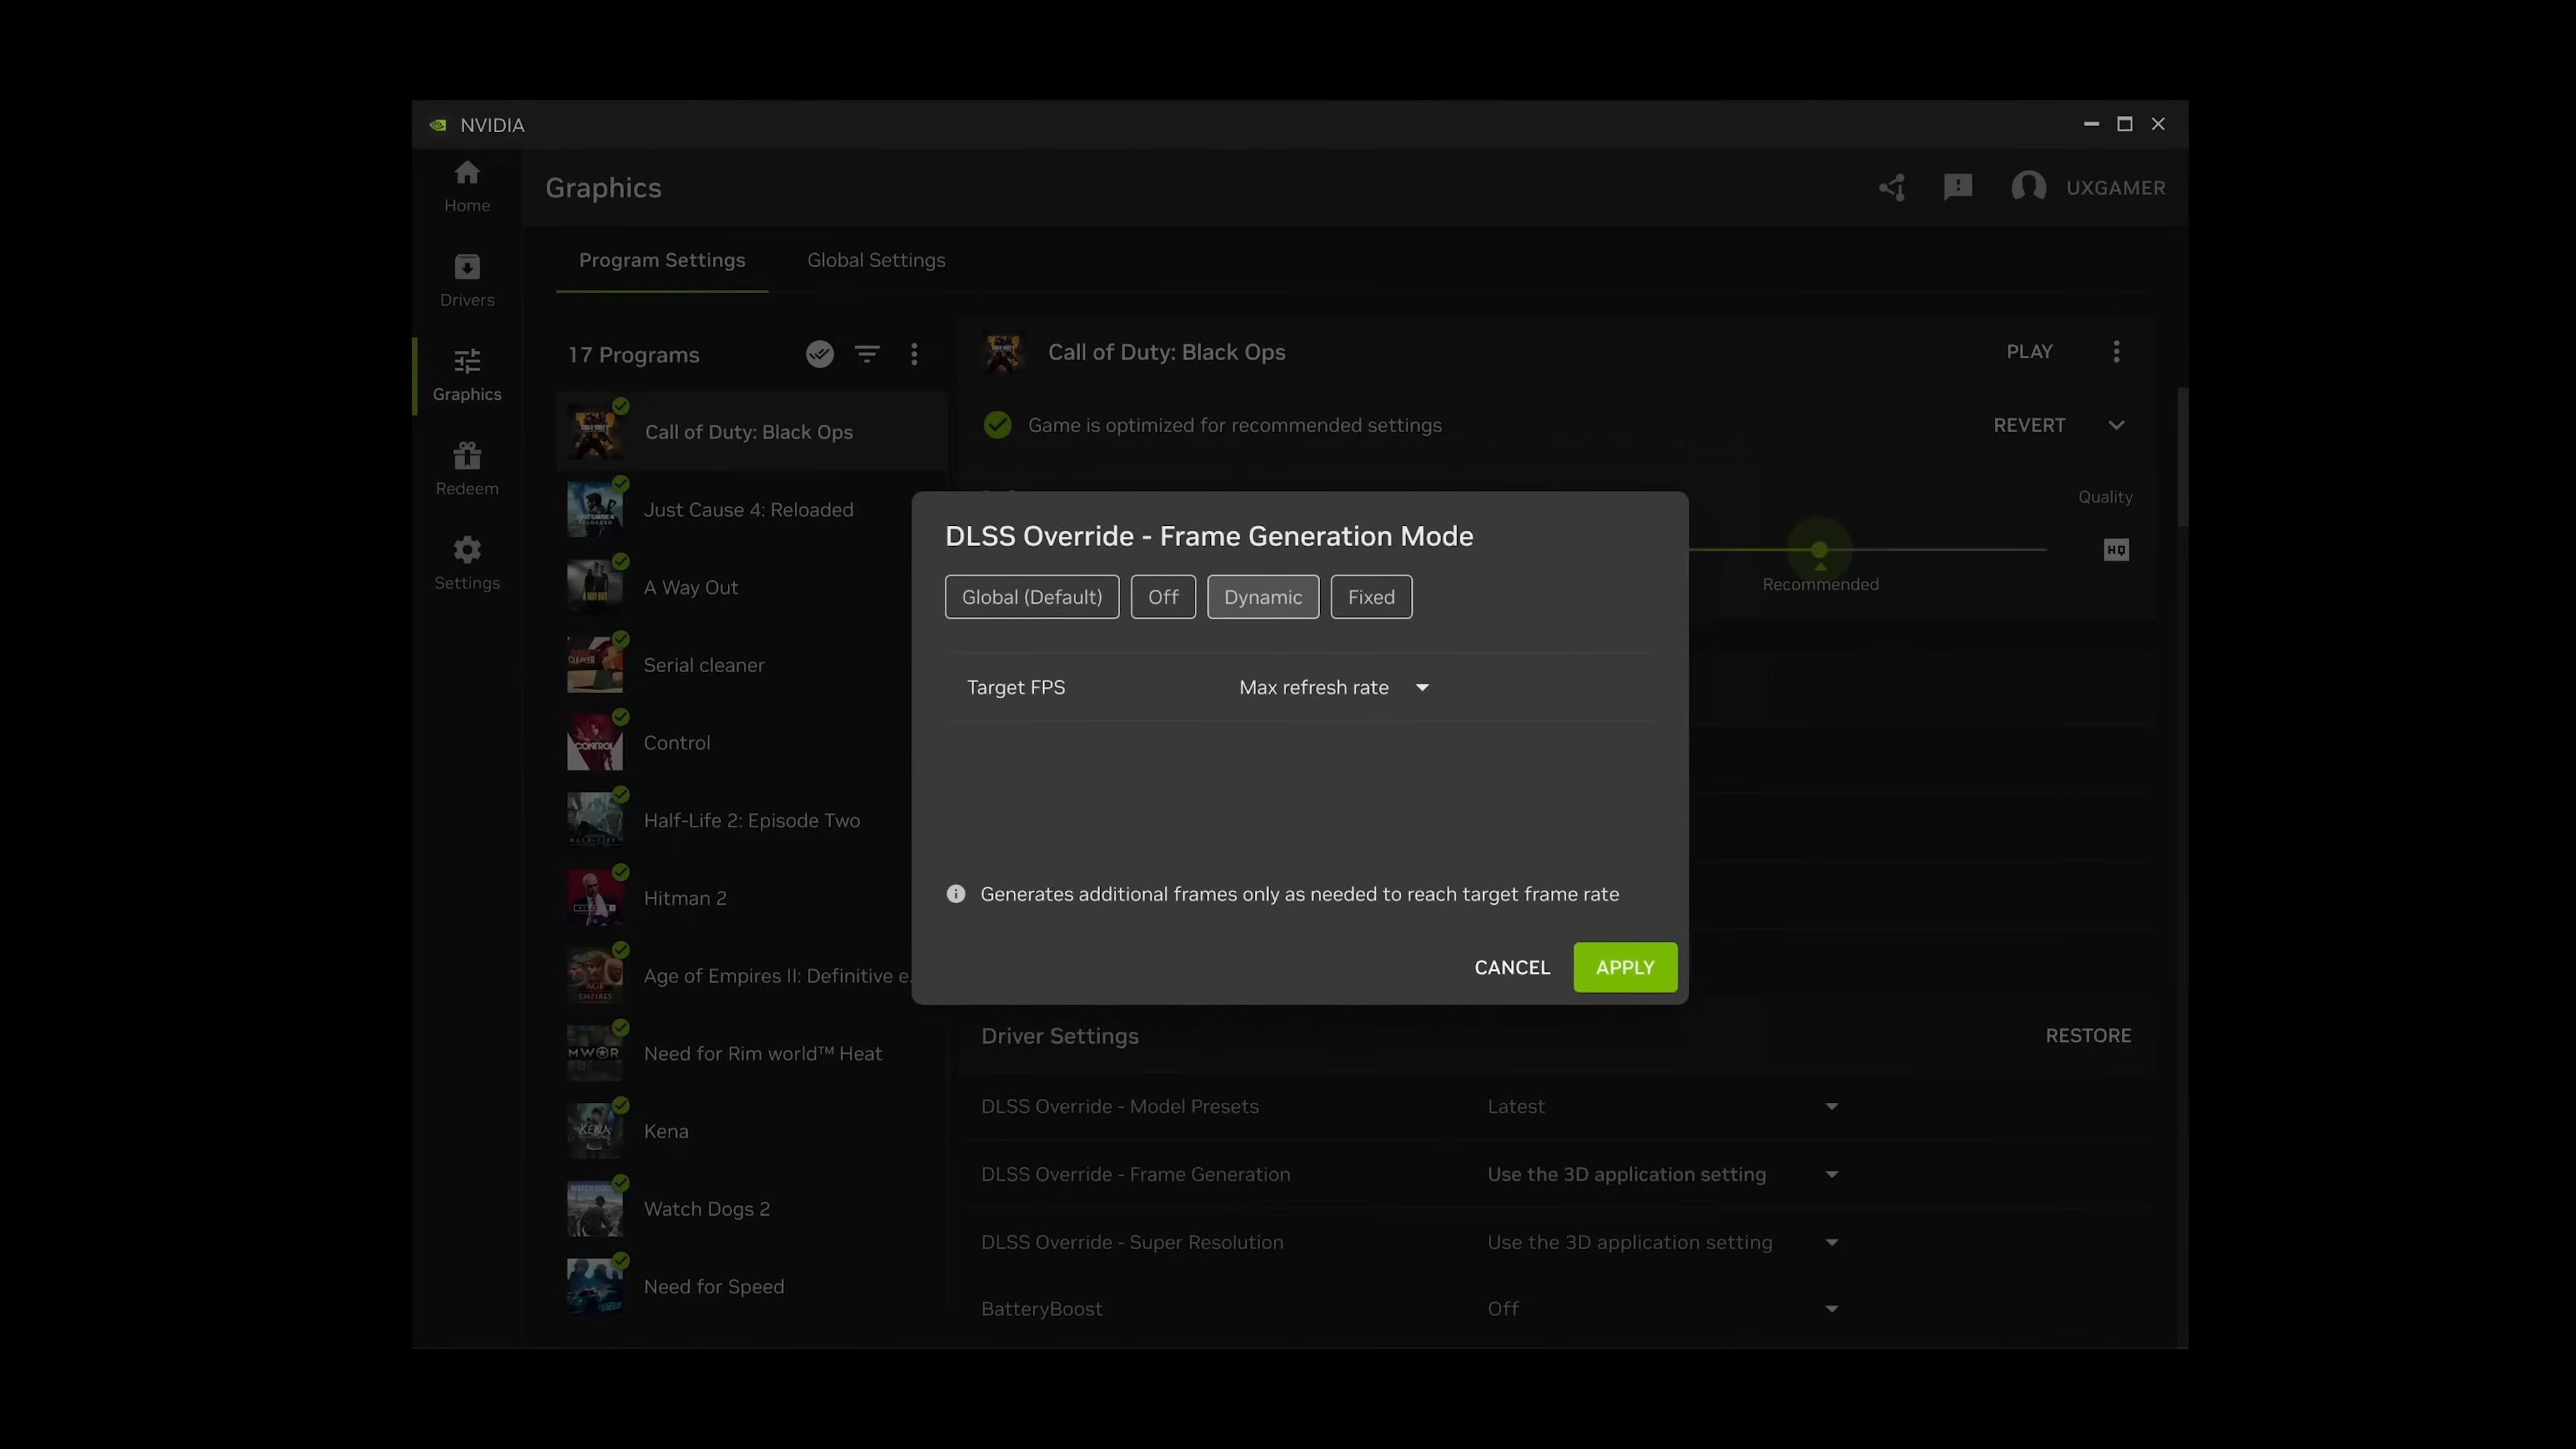 NVIDIA
Home
Drivers
Graphics
Redeem
Settings
Graphics
UXGAMER
Program Settings
Global Settings
17 Programs
Call of Duty: Black Ops
Just Cause 4: Reloaded
A Way Out
Serial cleaner
Control
Half-Life 2: Episode Two
Hitman 2
Age of Empires II: Definitive e.
Need for Rim world™ Heat
Kena
Watch Dogs 2
Need for Speed
Call of Duty: Black Ops
PLAY
Game is optimized for recommended settings
REVERT
Quality
HQ
Recommended
DLSS Override - Frame Generation Mode
Global (Default)
Off
Dynamic
Fixed
Target FPS
Max refresh rate
Generates additional frames only as needed to reach target frame rate
CANCEL
APPLY
Driver Settings
RESTORE
DLSS Override - Model Presets
Latest
DLSS Override - Frame Generation
Use the 3D application setting
DLSS Override - Super Resolution
Use the 3D application setting
BatteryBoost
Off